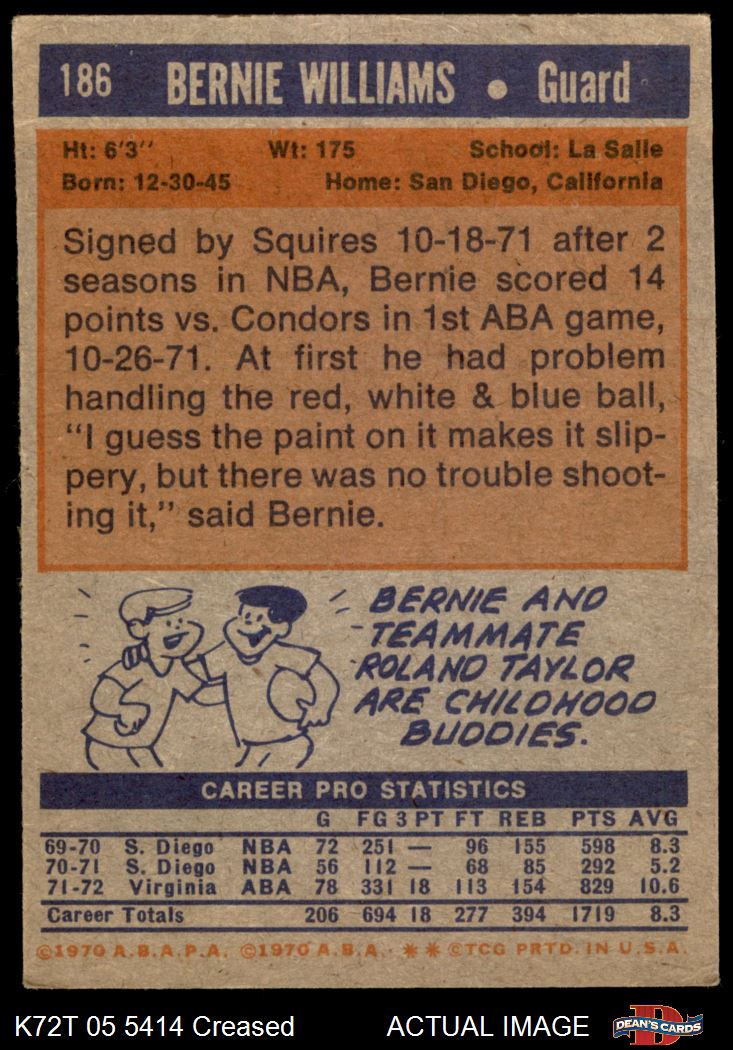 186 BERNIE WILLIAMS • Guard
Ht: 6'3'' Wt: 175 School: La Salle
Born: 12-30-45 Home: San Diego, California
Signed by Squires 10-18-71 after 2
seasons in NBA, Bernie scored 14
points vs. Condors in 1st ABA game,
10-26-71. At first he had problem
handling the red, white & blue ball,
“I guess the paint on it makes it slip-
pery, but there was no trouble shoot-
ing it,” said Bernie.
BERNIE AND
TEAMMATE
ROLAND TAYLOR
ARE CHILDHOOD
BUDDIES.
CAREER PRO STATISTICS
G FG 3 PT FT REB PTS AVG
69-70 S. Diego NBA 72 251 — 96 155 598 8.3
70-71 S. Diego NBA 56 112 — 68 85 292 5.2
71-72 Virginia ABA 78 331 18 113 154 829 10.6
Career Totals 206 694 18 277 394 1719 8.3
©1970 A.B.A.P.A. ©1970 A.B.A. ** ©TCG PRTD. IN U.S.A.
K72T 05 5414 Creased ACTUAL IMAGE D DEAN'S CARDS